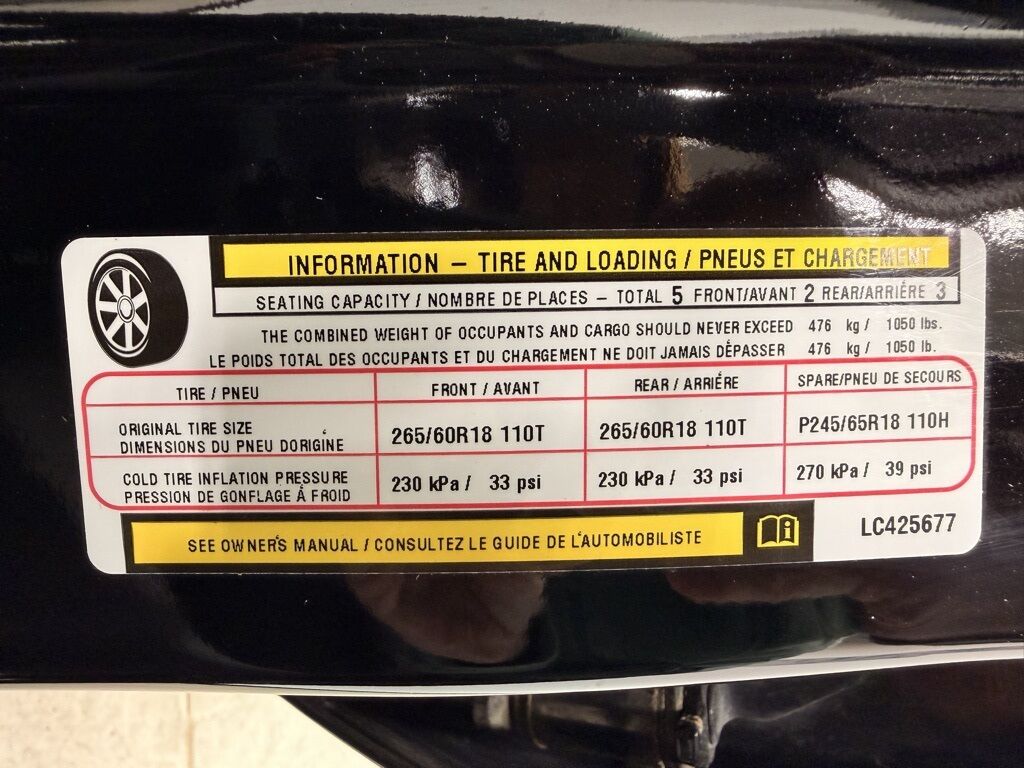 INFORMATION – TIRE AND LOADING / PNEUS ET CHARGEMENT
SEATING CAPACITY / NOMBRE DE PLACES – TOTAL 5 FRONT/AVANT 2 REAR/ARRIÉRE 3
THE COMBINED WEIGHT OF OCCUPANTS AND CARGO SHOULD NEVER EXCEED 476 kg / 1050 lbs.
LE POIDS TOTAL DES OCCUPANTS ET DU CHARGEMENT NE DOIT JAMAIS DÉPASSER 476 kg / 1050 lb.
TIRE / PNEU FRONT / AVANT REAR / ARRIÉRE SPARE/PNEU DE SECOURS
ORIGINAL TIRE SIZE
DIMENSIONS DU PNEU DORIGINE 265/60R18 110T 265/60R18 110T P245/65R18 110H
COLD TIRE INFLATION PRESSURE
PRESSION DE GONFLAGE Á FROID 230 kPa / 33 psi 230 kPa / 33 psi 270 kPa / 39 psi
SEE OWNER'S MANUAL / CONSULTEZ LE GUIDE DE L'AUTOMOBILISTE
LC425677